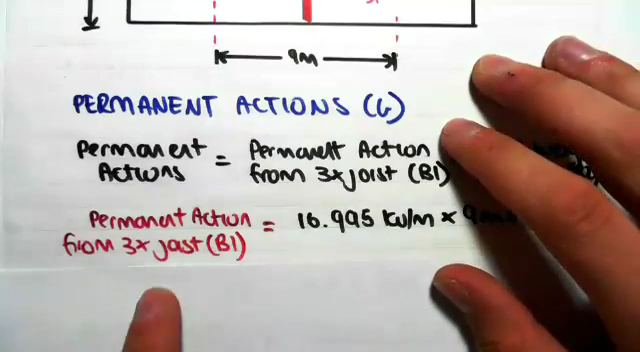 9m
PERMANENT ACTIONS (G)
Permanent Actions = Permanent Action from 3x joist (B1)
Permanent Action from 3x joist (B1) = 16.995 kN/m x 9